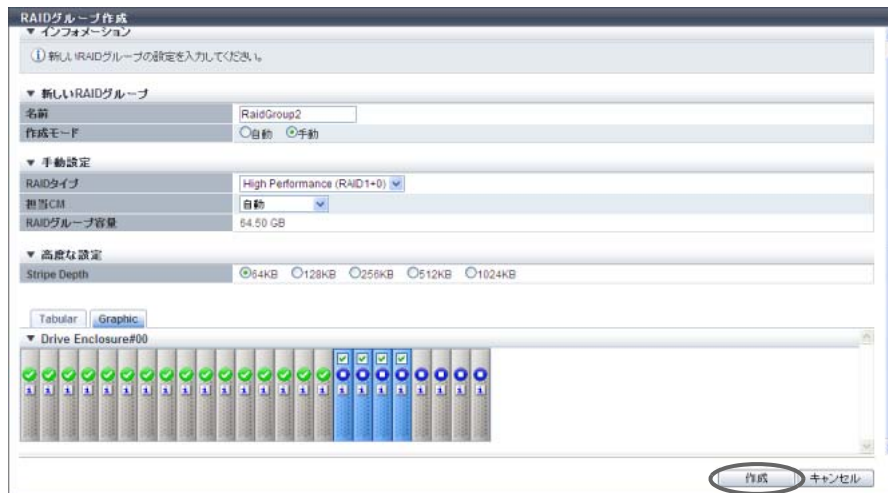 RAIDグループ作成
▼ インフォメーション
新しいRAIDグループの設定を入力してください。
▼ 新しいRAIDグループ
名前 RaidGroup2
作成モード 自動 手動
▼ 手動設定
RAIDタイプ High Performance (RAID1+0)
担当CM 自動
RAIDグループ容量 64.50 GB
▼ 高度な設定
Stripe Depth 64KB 128KB 256KB 512KB 1024KB
Tabular Graphic
▼ Drive Enclosure#00
作成 キャンセル